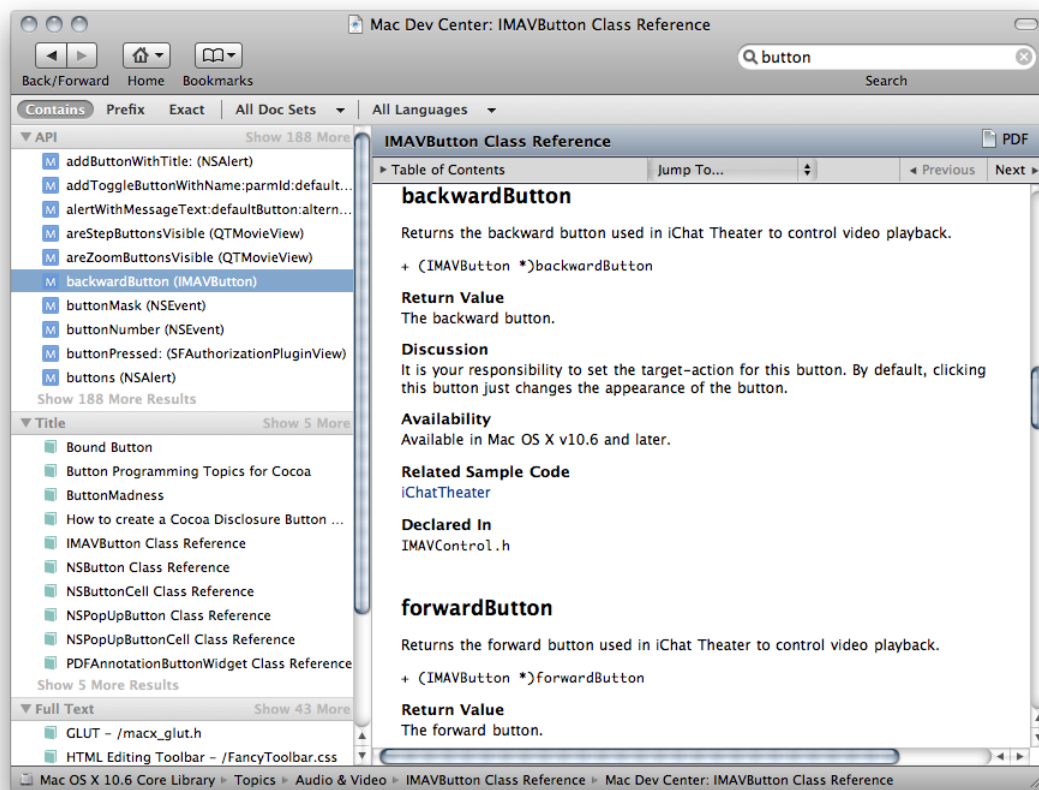 Mac Dev Center: IMAVButton Class Reference
button
Back/Forward Home Bookmarks Search
Contains Prefix Exact All Doc Sets All Languages
API Show 188 More
M addButtonWithTitle: (NSAlert)
M addToggleButtonWithName:parmId:default...
M alertWithMessageText:defaultButton:altern...
M areStepButtonsVisible (QTMovieView)
M areZoomButtonsVisible (QTMovieView)
M backwardButton (IMAVButton)
M buttonMask (NSEvent)
M buttonNumber (NSEvent)
M buttonPressed: (SFAuthorizationPluginView)
M buttons (NSAlert)
Show 188 More Results
Title Show 5 More
Bound Button
Button Programming Topics for Cocoa
ButtonMadness
How to create a Cocoa Disclosure Button ...
IMAVButton Class Reference
NSButton Class Reference
NSButtonCell Class Reference
NSPopUpButton Class Reference
NSPopUpButtonCell Class Reference
PDFAnnotationButtonWidget Class Reference
Show 5 More Results
Full Text Show 43 More
GLUT – /macx_glut.h
HTML Editing Toolbar – /FancyToolbar.css
IMAVButton Class Reference PDF
Table of Contents Jump To... Previous Next
backwardButton
Returns the backward button used in iChat Theater to control video playback.
+ (IMAVButton *)backwardButton
Return Value
The backward button.
Discussion
It is your responsibility to set the target-action for this button. By default, clicking
this button just changes the appearance of the button.
Availability
Available in Mac OS X v10.6 and later.
Related Sample Code
iChatTheater
Declared In
IMAVControl.h
forwardButton
Returns the forward button used in iChat Theater to control video playback.
+ (IMAVButton *)forwardButton
Return Value
The forward button.
Mac OS X 10.6 Core Library Topics Audio & Video IMAVButton Class Reference Mac Dev Center: IMAVButton Class Reference